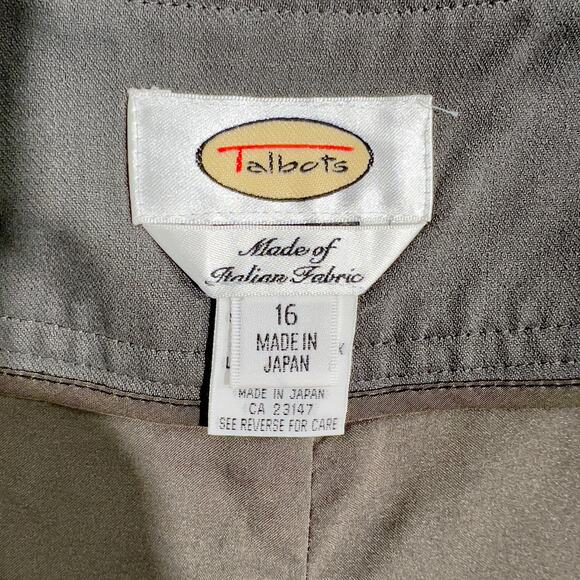 Talbots
Made of
Italian Fabric
16
MADE IN
JAPAN
MADE IN JAPAN
CA 23147
SEE REVERSE FOR CARE